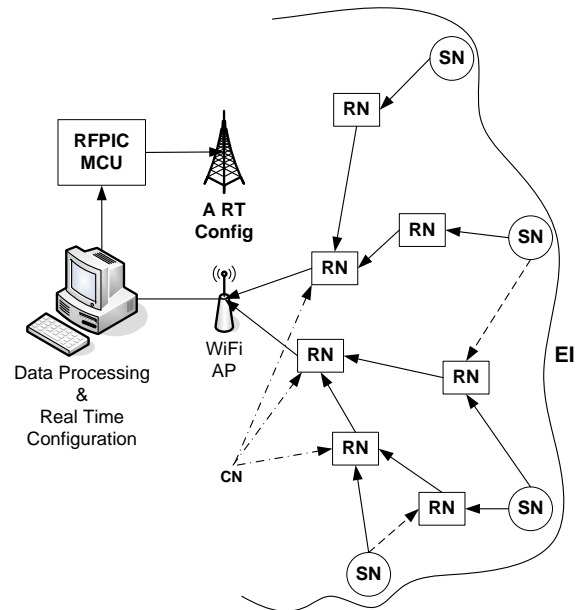 SN
RN
RFPIC
MCU
A RT
Config
RN
SN
RN
WiFi
AP
RN
RN
EI
Data Processing
&
Real Time
Configuration
RN
CN
RN
SN
SN